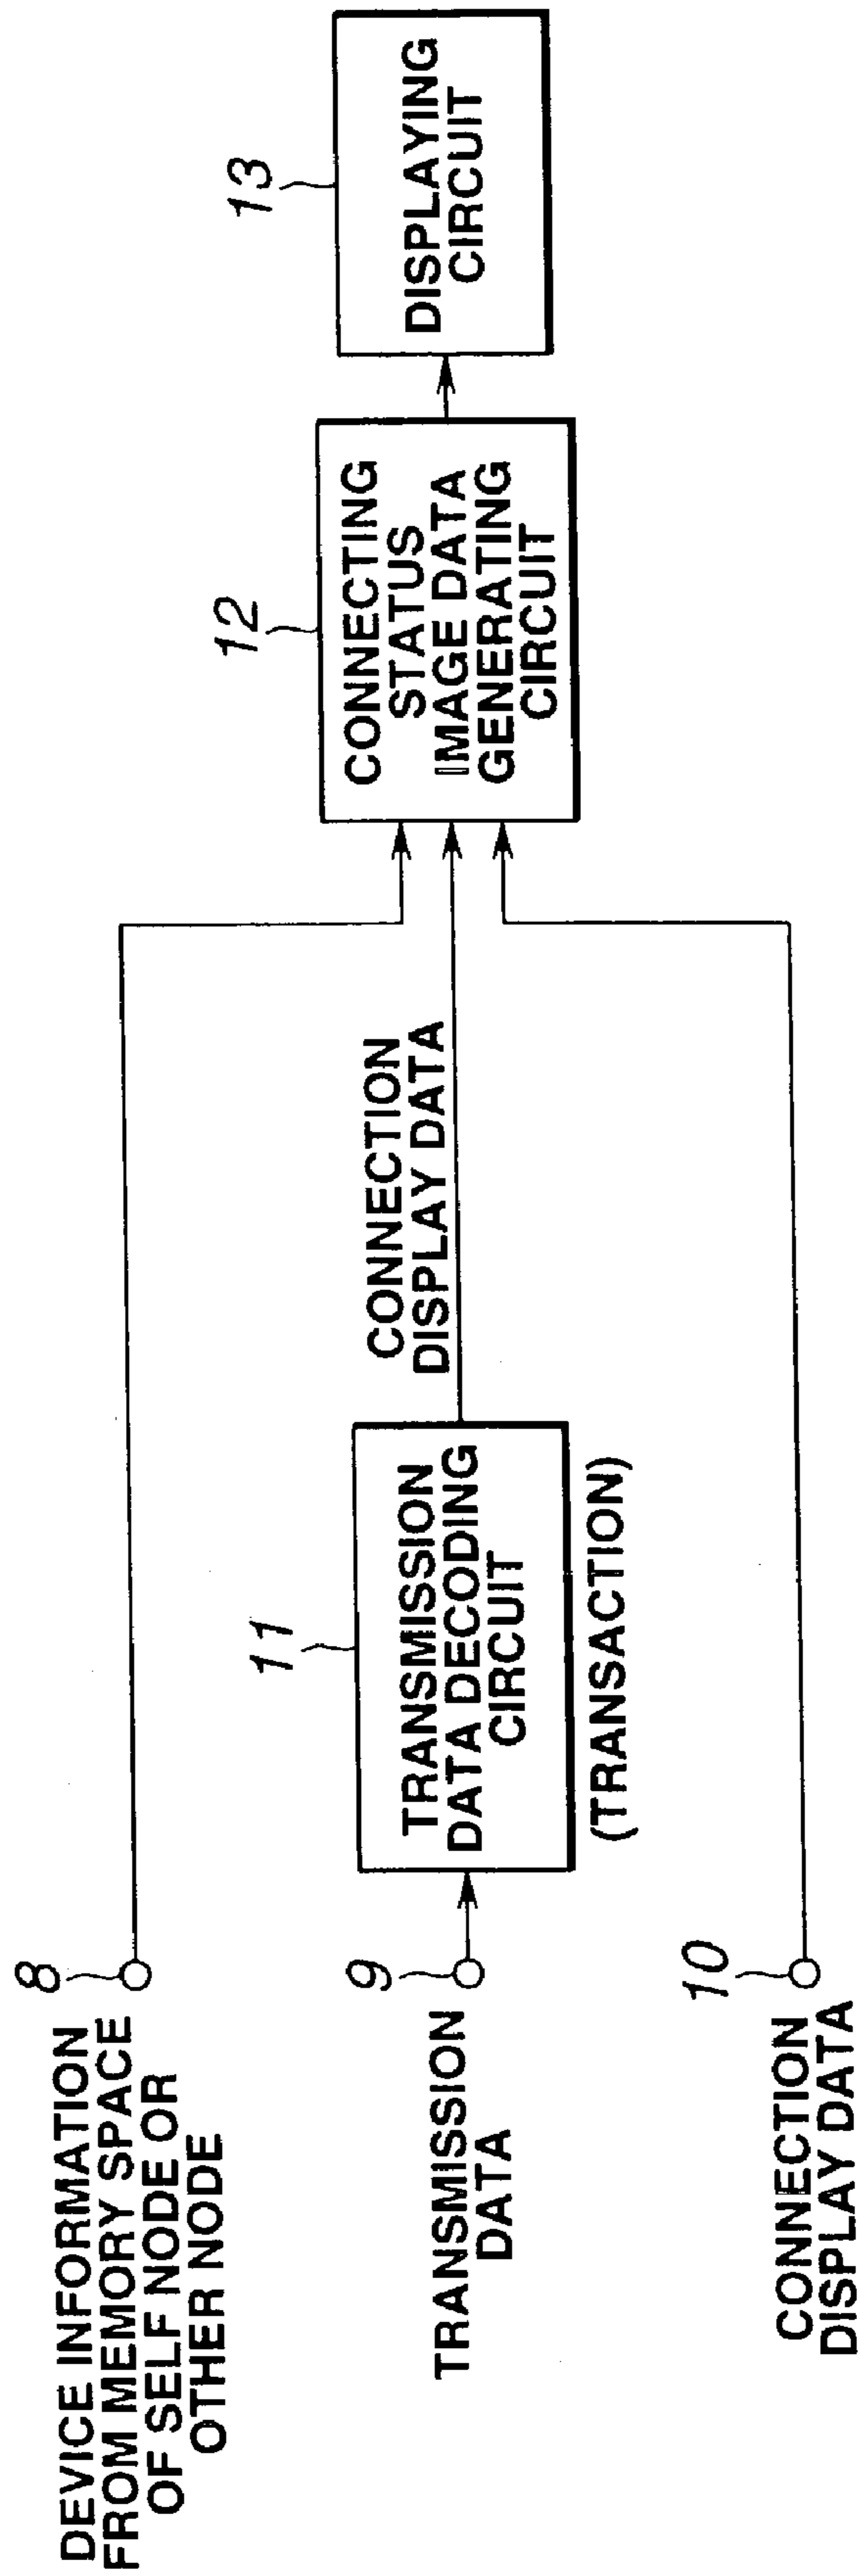 8
DEVICE INFORMATION
FROM MEMORY SPACE
OF SELF NODE OR
OTHER NODE
9
TRANSMISSION
DATA
10
CONNECTION
DISPLAY DATA
11
TRANSMISSION
DATA DECODING
CIRCUIT
(TRANSACTION)
CONNECTION
DISPLAY DATA
12
CONNECTING
STATUS
IMAGE DATA
GENERATING
CIRCUIT
13
DISPLAYING
CIRCUIT